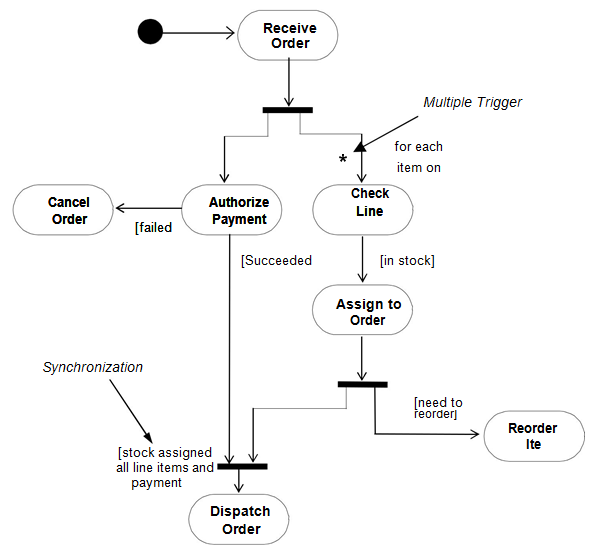 Receive
Order
Multiple Trigger
*
for each
item on
Cancel
Order
Authorize
Payment
Check
Line
[failed
[Succeeded
[in stock]
Assign to
Order
Synchronization
[need to
reorder]
[stock assigned
all line items and
payment
Reorder
Ite
Dispatch
Order